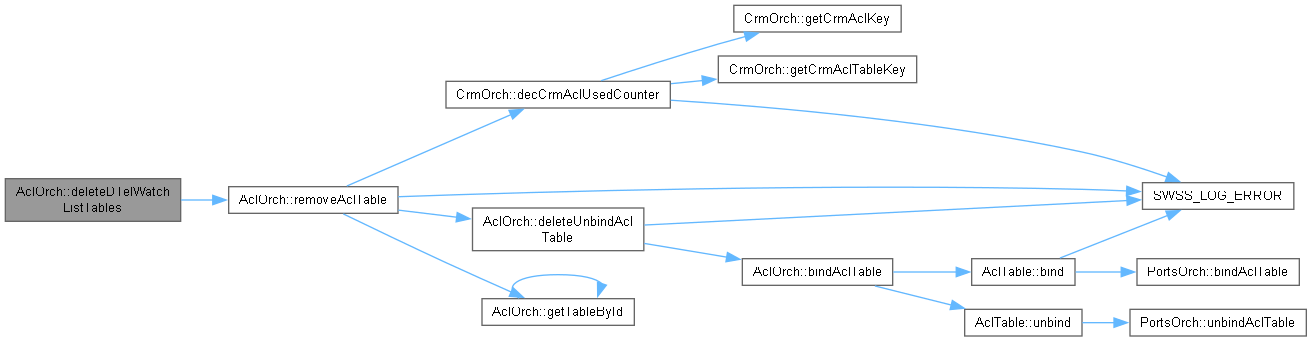 CrmOrch::getCrmAclKey
CrmOrch::getCrmAclTableKey
CrmOrch::decCrmAclUsedCounter
AclOrch::deleteDTelWatch
ListTables
AclOrch::removeAclTable
SWSS_LOG_ERROR
AclOrch::deleteUnbindAcl
Table
AclOrch::bindAclTable
AclTable::bind
PortsOrch::bindAclTable
AclOrch::getTableById
AclTable::unbind
PortsOrch::unbindAclTable